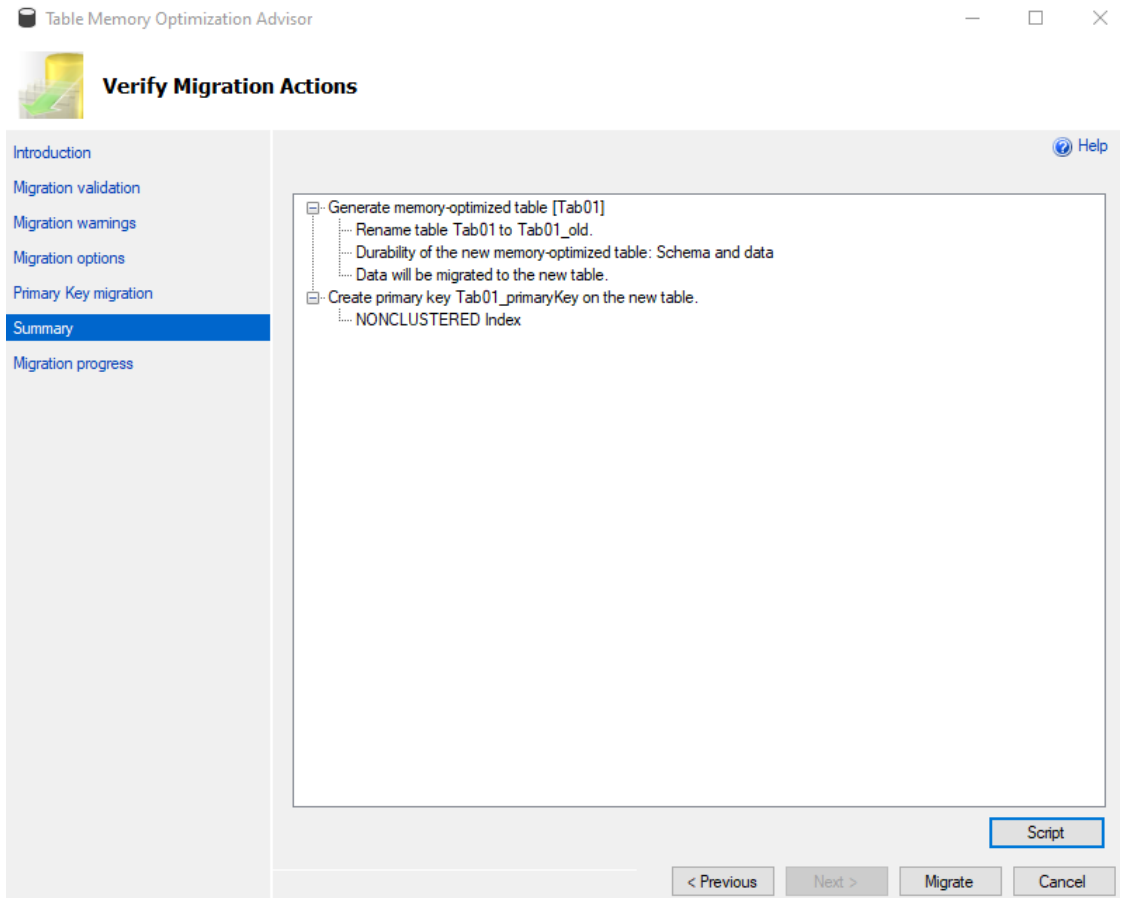 Table Memory Optimization Advisor
Verify Migration Actions
Introduction
Migration validation
Migration warnings
Migration options
Primary Key migration
Summary
Migration progress
Help
Generate memory-optimized table [Tab01]
Rename table Tab01 to Tab01_old.
Durability of the new memory-optimized table: Schema and data
Data will be migrated to the new table.
Create primary key Tab01_primaryKey on the new table.
NONCLUSTERED Index
Script
< Previous
Next >
Migrate
Cancel